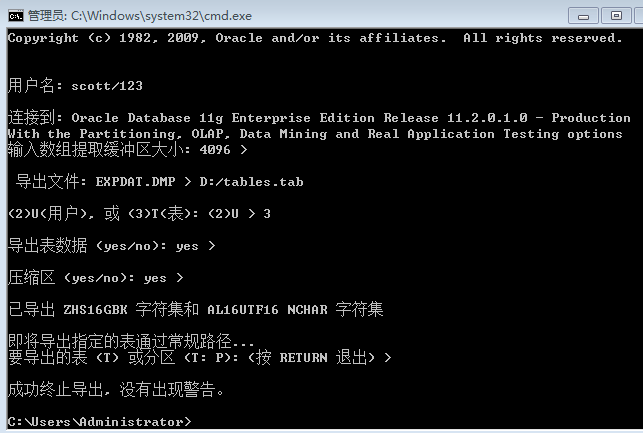 管理员: C:\Windows\system32\cmd.exe
Copyright (c) 1982, 2009, Oracle and/or its affiliates.  All rights reserved.
用户名: scott/123
连接到: Oracle Database 11g Enterprise Edition Release 11.2.0.1.0 - Production
With the Partitioning, OLAP, Data Mining and Real Application Testing options
输入数组提取缓冲区大小: 4096 >
导出文件: EXPDAT.DMP > D:/tables.tab
(2)U(用户), 或 (3)T(表): (2)U > 3
导出表数据 (yes/no): yes >
压缩区 (yes/no): yes >
已导出 ZHS16GBK 字符集和 AL16UTF16 NCHAR 字符集
即将导出指定的表通过常规路径...
要导出的表 (T) 或分区 (T: P): (按 RETURN 退出) >
成功终止导出, 没有出现警告。
C:\Users\Administrator>